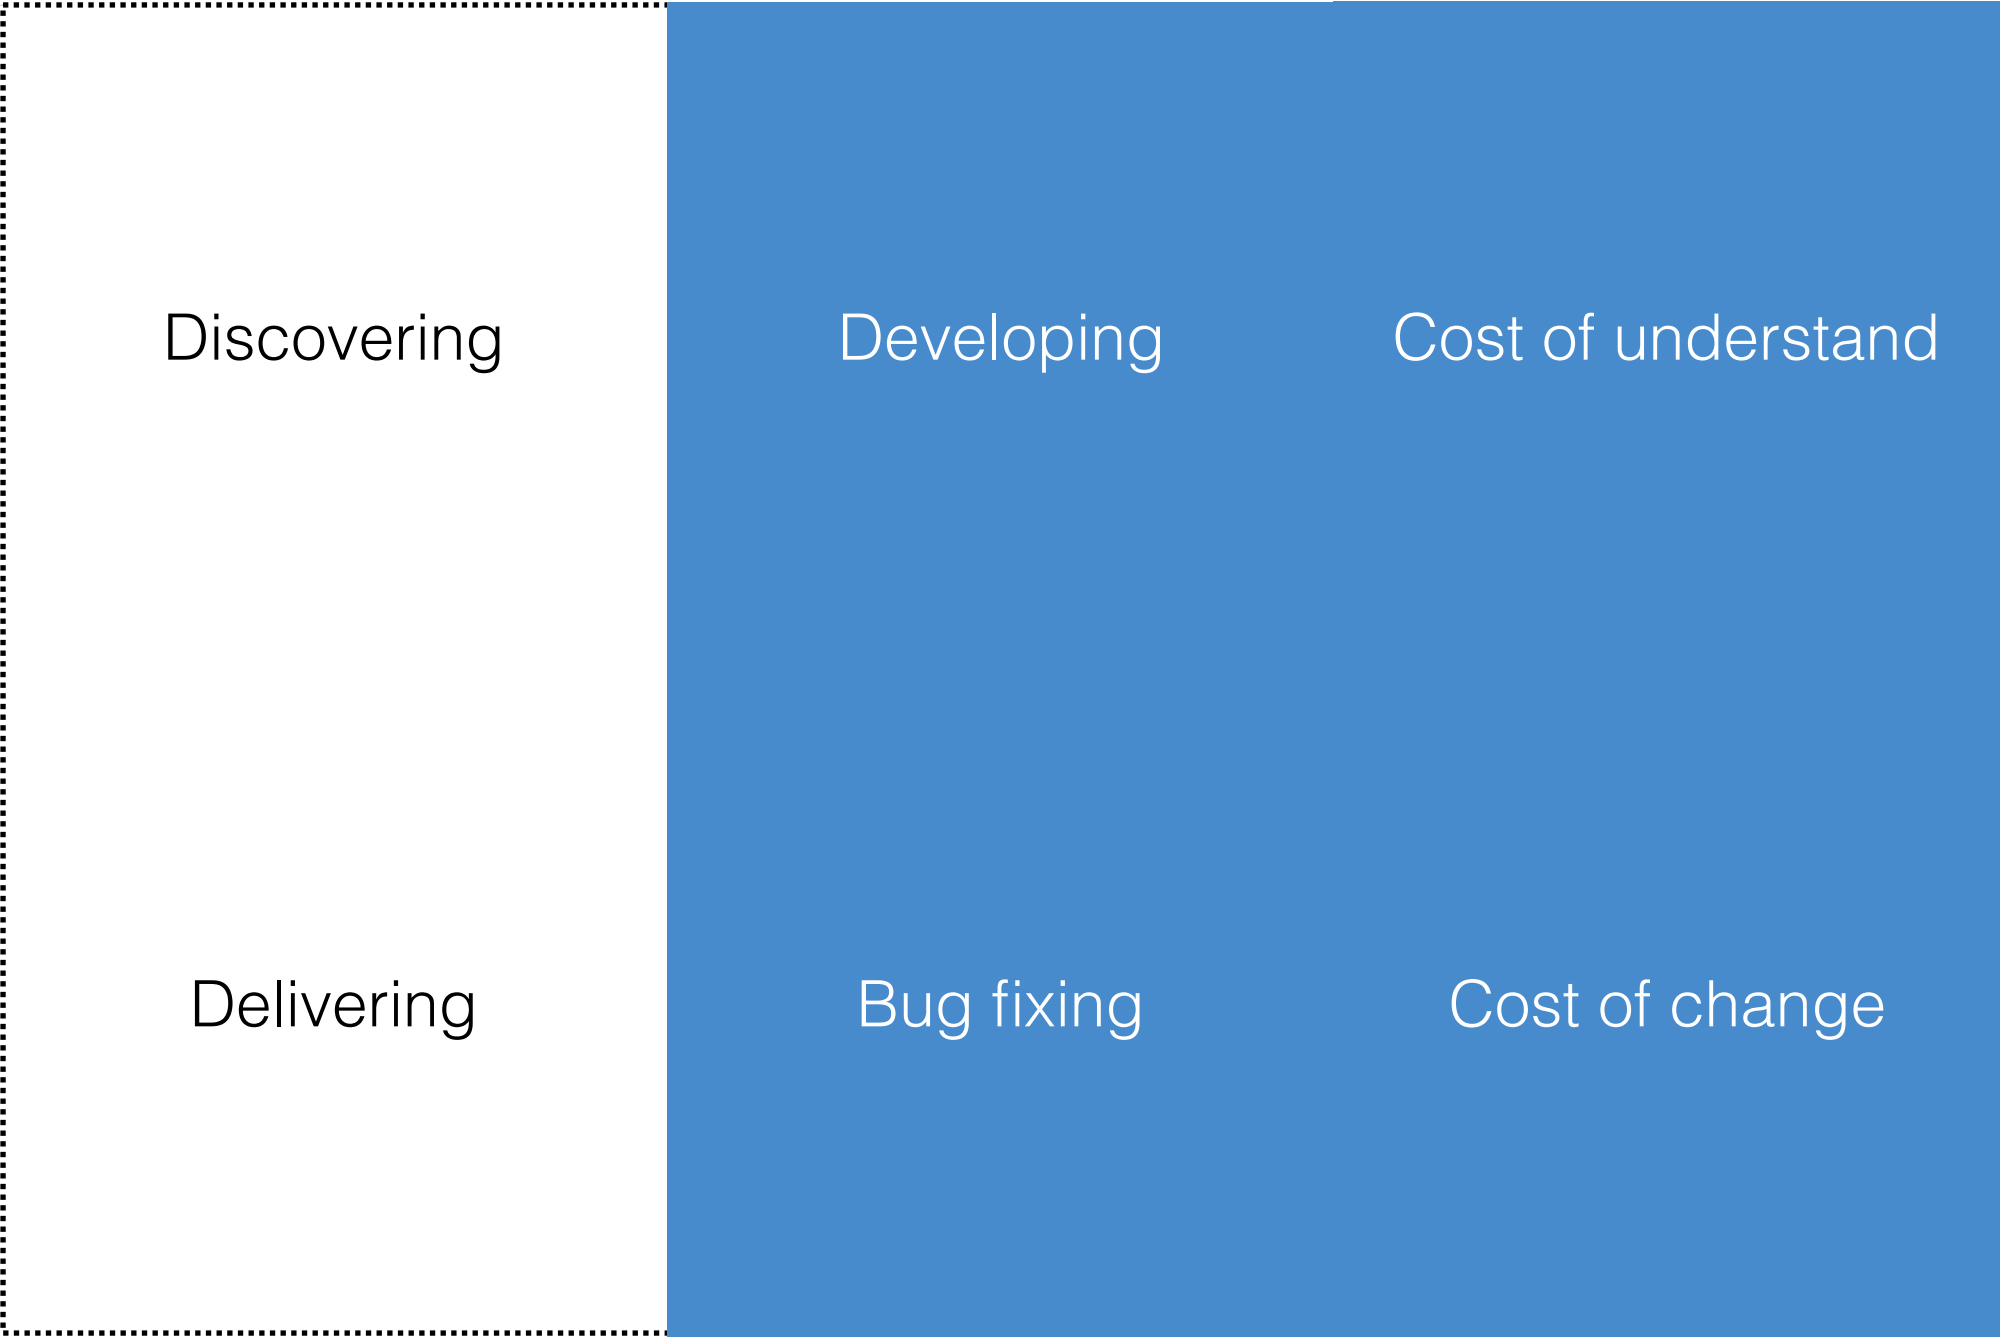 Discovering
Developing
Cost of understand
Delivering
Bug fixing
Cost of change